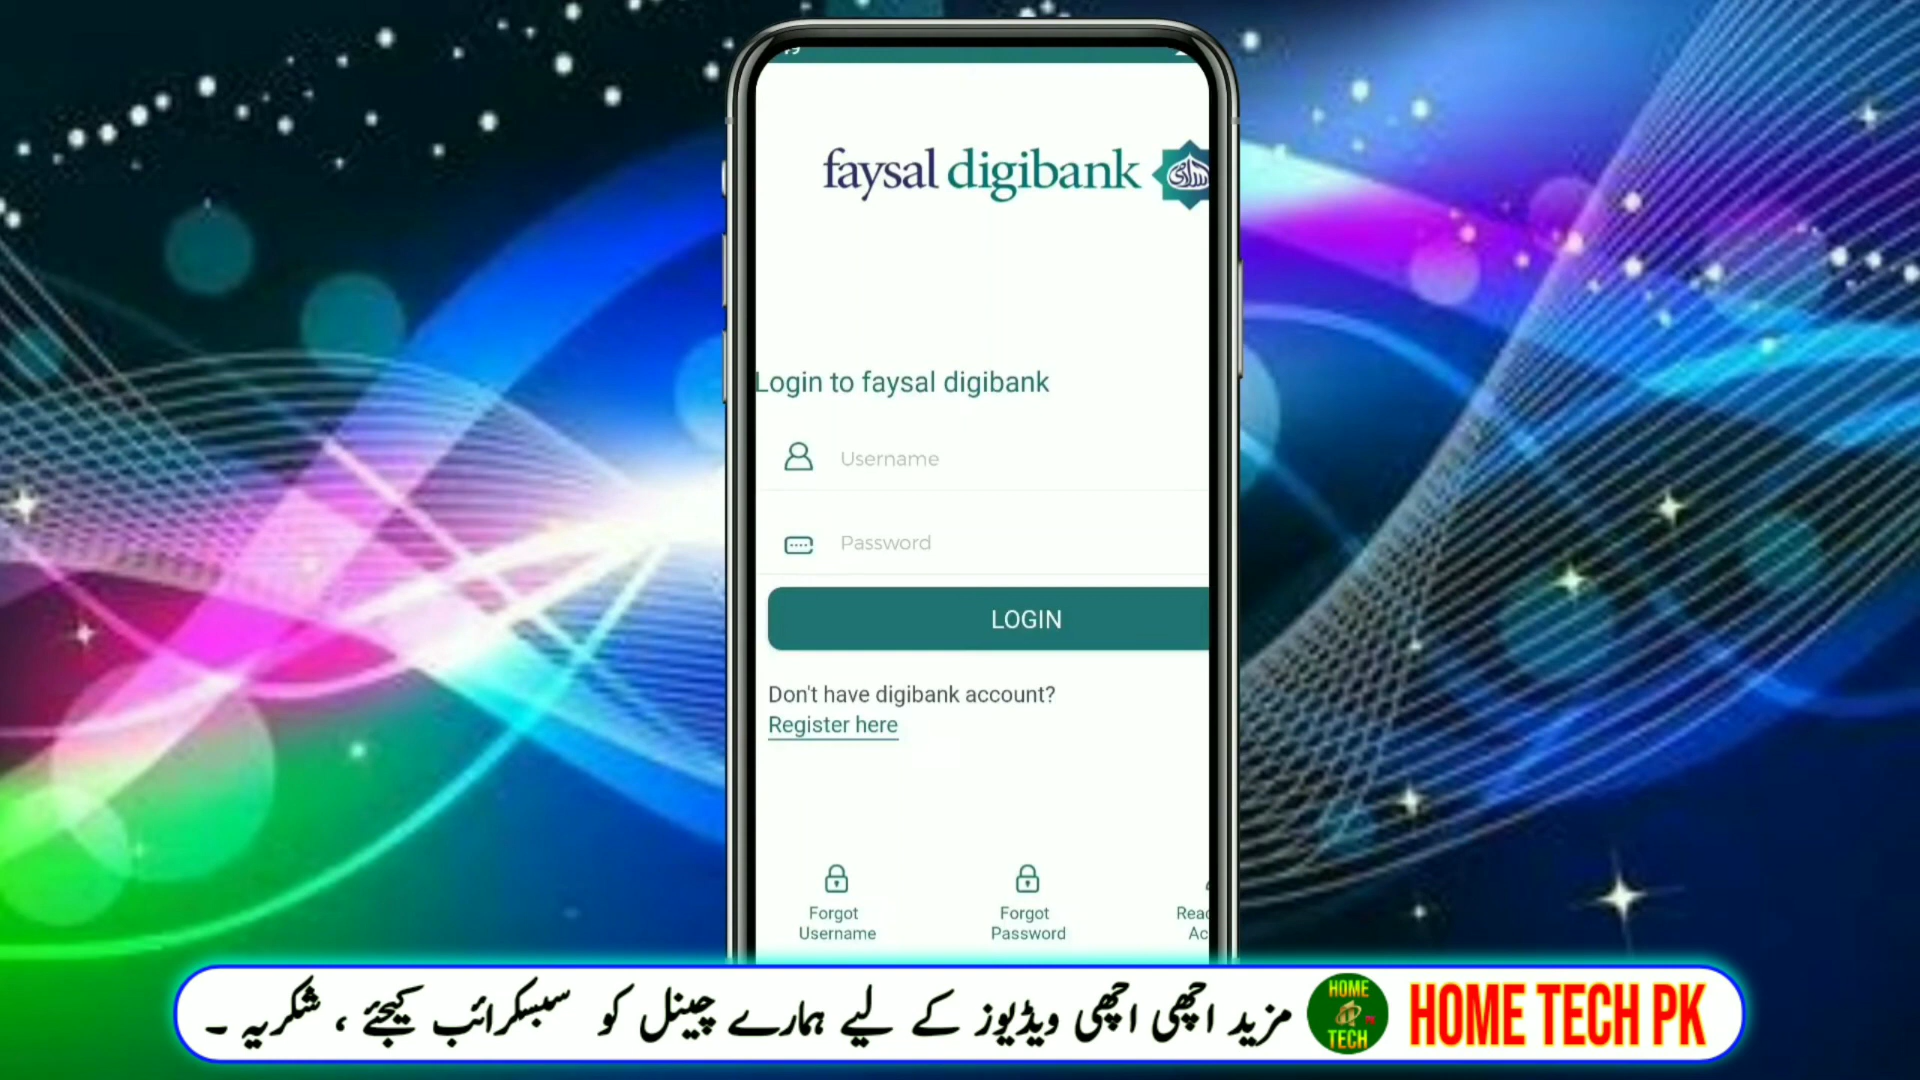 faysal digibank
Login to faysal digibank
Username
Password
LOGIN
Don't have digibank account?
Register here
Forgot
Username
Forgot
Password
مزید اچھی اچھی ویڈیوز کے لیے ہمارے چینل کو سبسکرائب کیجئے ، شکریہ ۔
HOME
TECH
HOME TECH PK